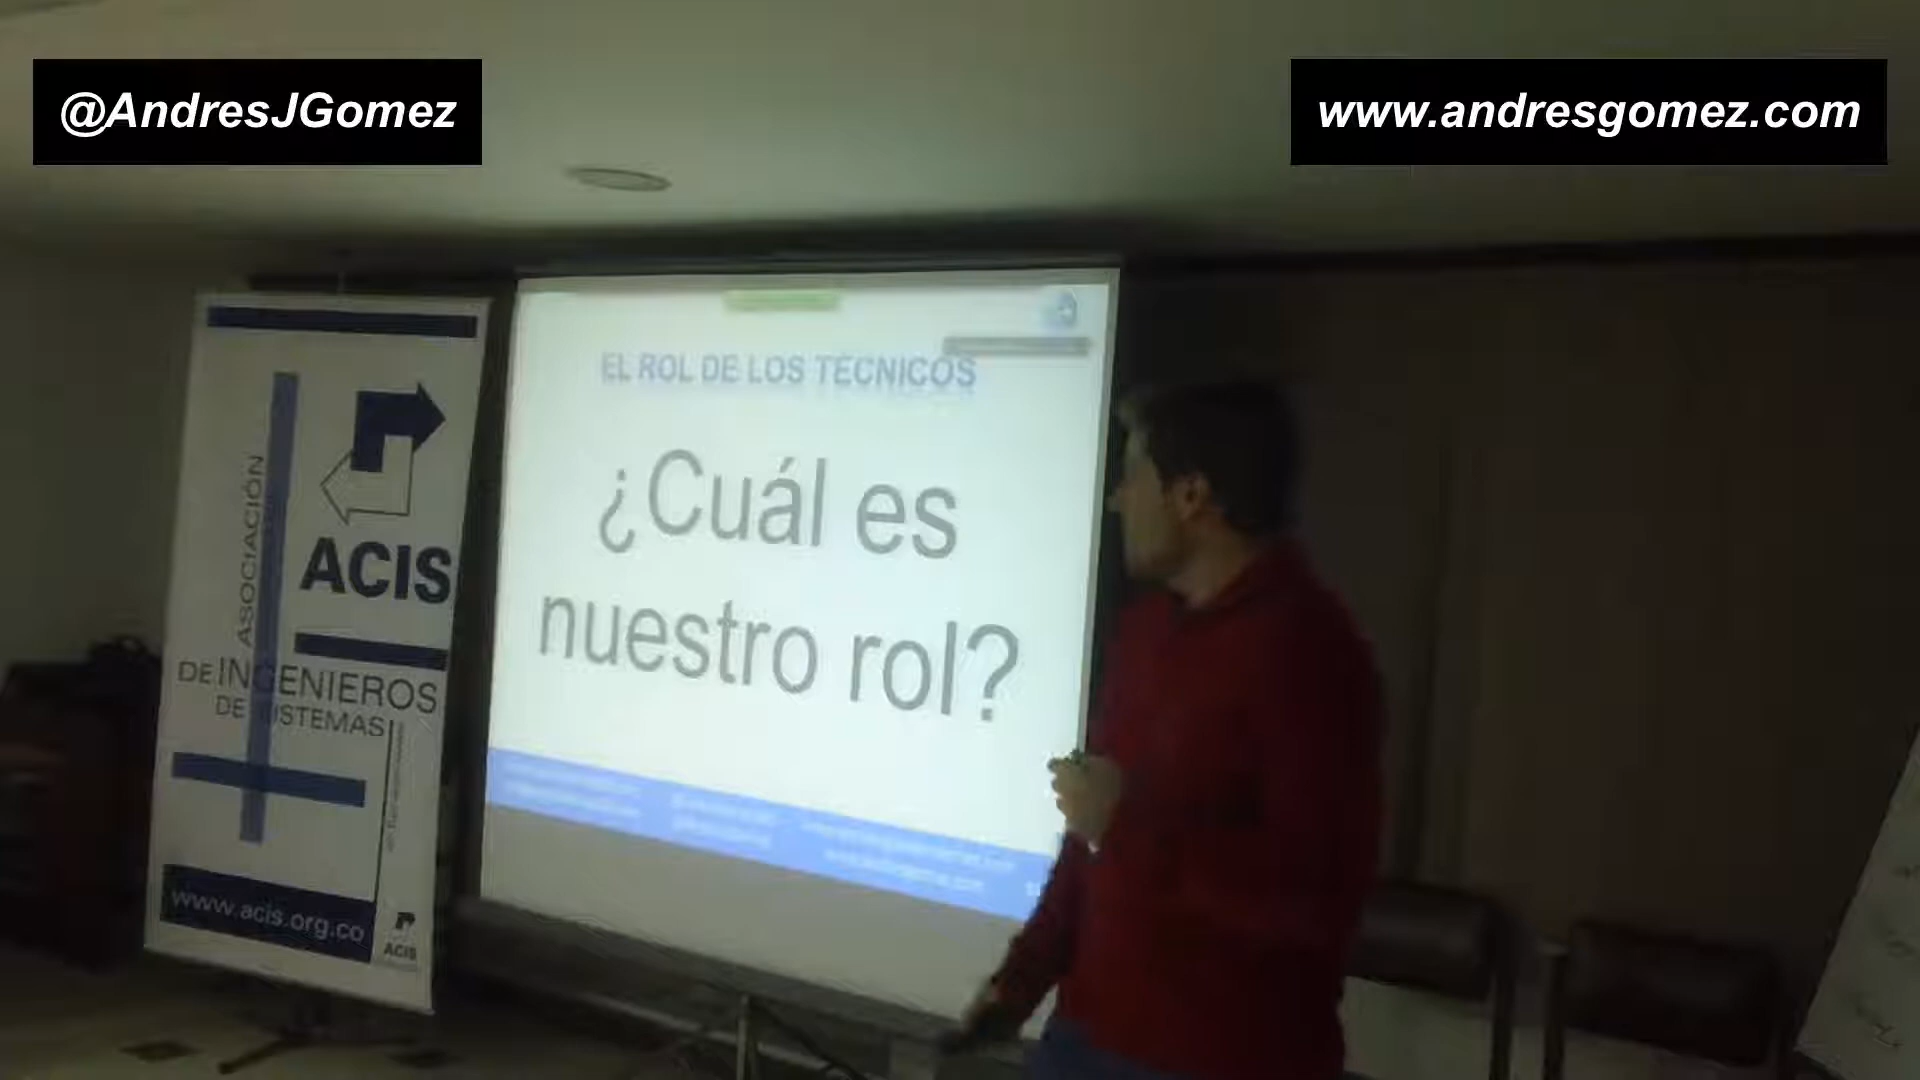 @AndresJGomez
www.andresgomez.com
EL ROL DE LOS TÉCNICOS
¿Cuál es
nuestro rol?
ASOCIACIÓN
ACIS
DE INGENIEROS
DE SISTEMAS
www.acis.org.co
ACIS